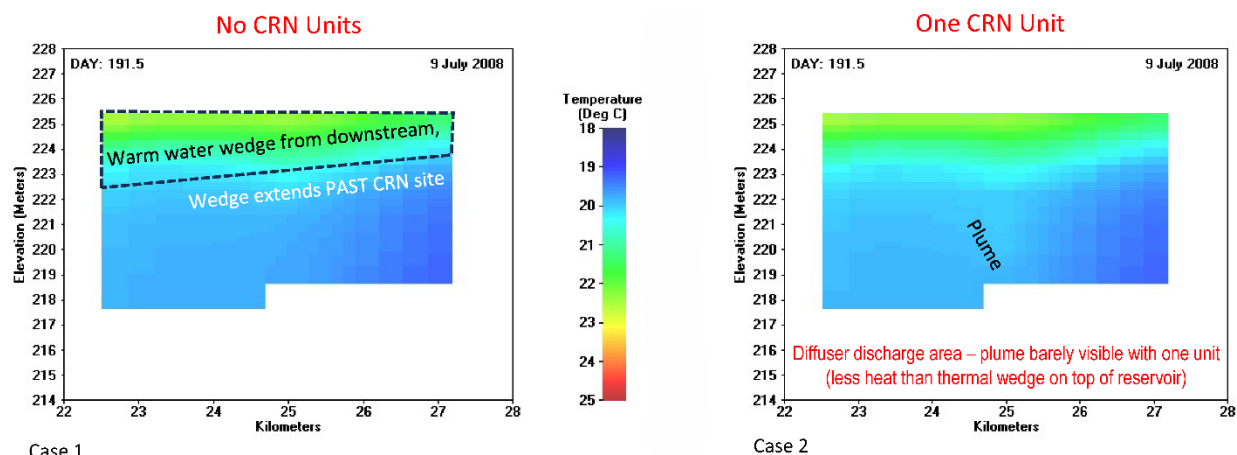 No CRN Units
DAY: 191.5 9 July 2008
Elevation (Meters)
228
227
226
225
224
223
222
221
220
219
218
217
216
215
214
Warm water wedge from downstream,
Wedge extends PAST CRN site
22 23 24 25 26 27 28
Kilometers
Case 1
Temperature
(Deg C)
18
19
20
21
22
23
24
25
One CRN Unit
DAY: 191.5 9 July 2008
Elevation (Meters)
228
227
226
225
224
223
222
221
220
219
218
217
216
215
214
Plume
Diffuser discharge area – plume barely visible with one unit
(less heat than thermal wedge on top of reservoir)
22 23 24 25 26 27 28
Kilometers
Case 2